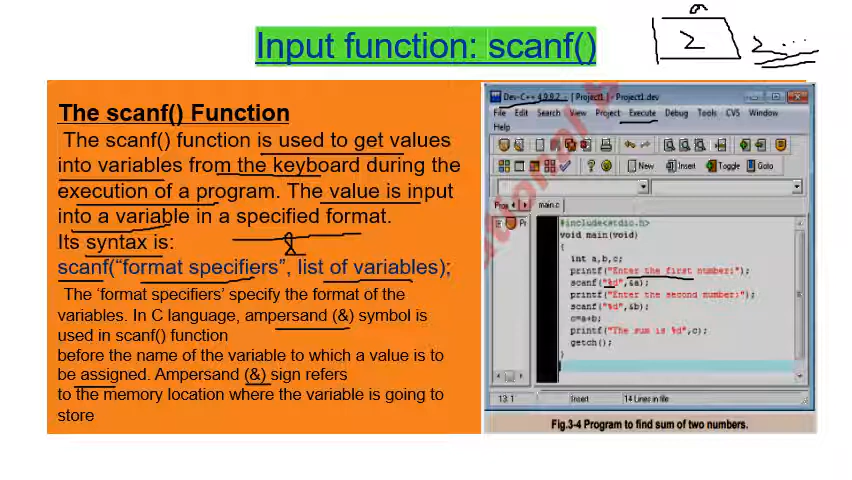 Input function: scanf()
a
2
2 ...
The scanf() Function
The scanf() function is used to get values
into variables from the keyboard during the
execution of a program. The value is input
into a variable in a specified format.
Its syntax is:
&
scanf(“format specifiers”, list of variables);
The ‘format specifiers’ specify the format of the
variables. In C language, ampersand (&) symbol is
used in scanf() function
before the name of the variable to which a value is to
be assigned. Ampersand (&) sign refers
to the memory location where the variable is going to
store
Dev-C++ 4.9.9.2 - [ Project1 ] - Project1.dev
File Edit Search View Project Execute Debug Tools CVS Window
Help
New Insert Toggle Goto
main.c
Pr
#include<stdio.h>
void main(void)
{
int a,b,c;
printf("Enter the first number:");
scanf("%d",&a);
printf("Enter the second number:");
scanf("%d",&b);
c=a+b;
printf("The sum is %d",c);
getch();
}
13:1 Insert 14 Lines in file
Fig.3-4 Program to find sum of two numbers.